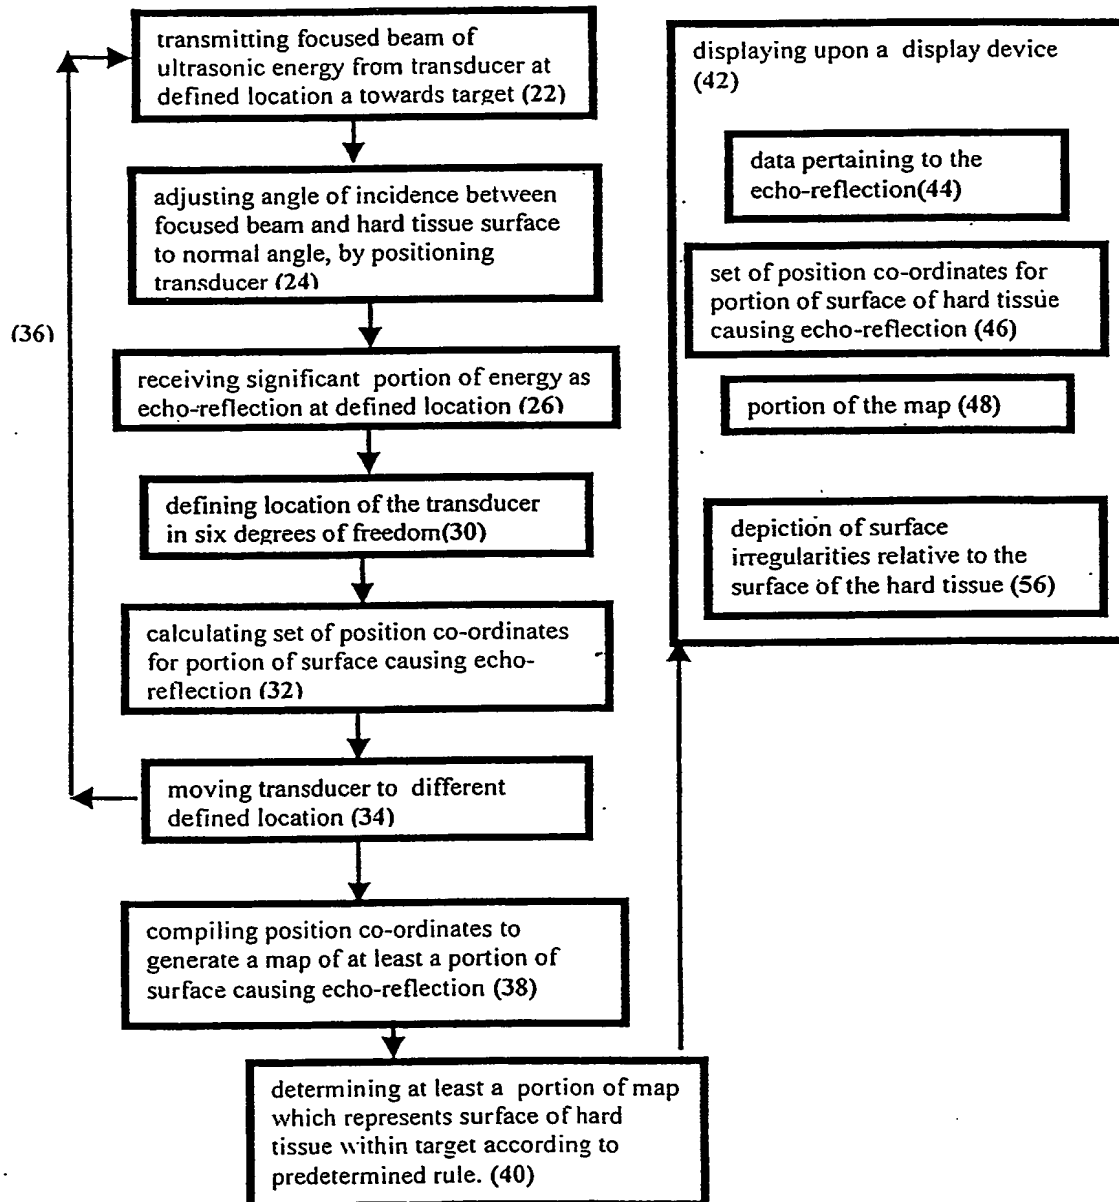 transmitting focused beam of
ultrasonic energy from transducer at
defined location a towards target (22)
adjusting angle of incidence between
focused beam and hard tissue surface
to normal angle, by positioning
transducer (24)
(36)
receiving significant portion of energy as
echo-reflection at defined location (26)
defining location of the transducer
in six degrees of freedom(30)
calculating set of position co-ordinates
for portion of surface causing echo-
reflection (32)
moving transducer to different
defined location (34)
compiling position co-ordinates to
generate a map of at least a portion of
surface causing echo-reflection (38)
determining at least a portion of map
which represents surface of hard
tissue within target according to
predetermined rule. (40)
displaying upon a display device
(42)
data pertaining to the
echo-reflection(44)
set of position co-ordinates for
portion of surface of hard tissue
causing echo-reflection (46)
portion of the map (48)
depiction of surface
irregularities relative to the
surface of the hard tissue (56)